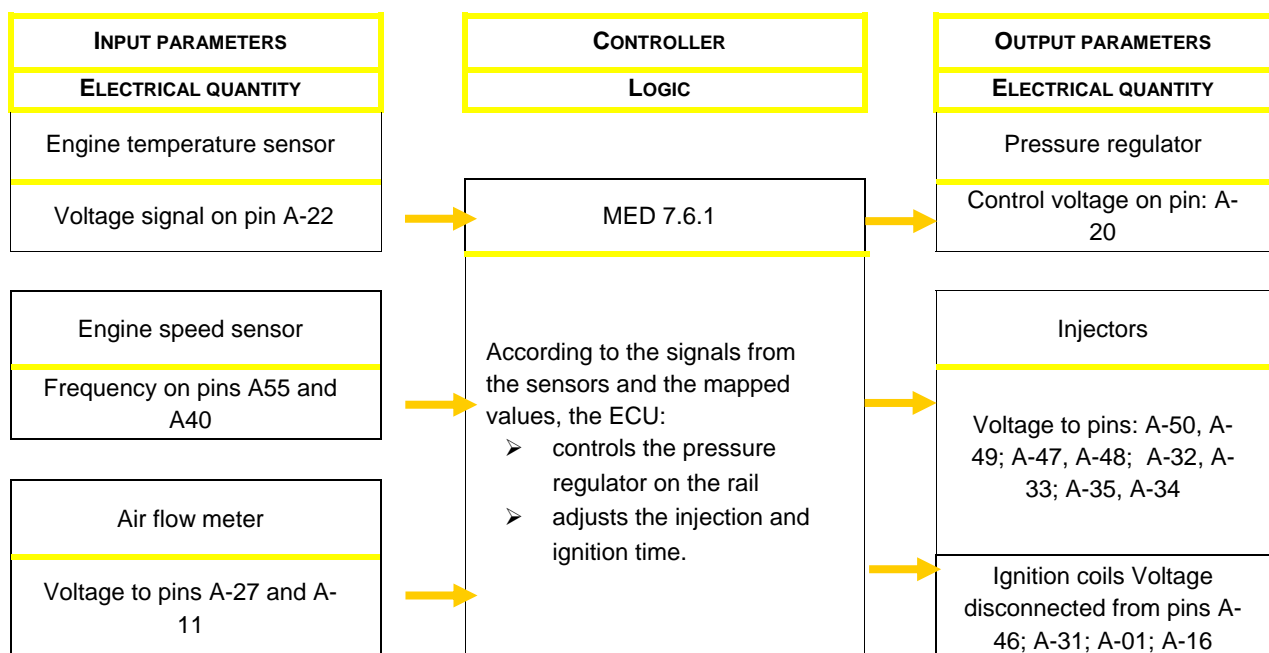 INPUT PARAMETERS
ELECTRICAL QUANTITY
Engine temperature sensor
Voltage signal on pin A-22
Engine speed sensor
Frequency on pins A55 and
A40
Air flow meter
Voltage to pins A-27 and A-
11
CONTROLLER
LOGIC
MED 7.6.1
According to the signals from
the sensors and the mapped
values, the ECU:
➢ controls the pressure
regulator on the rail
➢ adjusts the injection and
ignition time.
OUTPUT PARAMETERS
ELECTRICAL QUANTITY
Pressure regulator
Control voltage on pin: A-
20
Injectors
Voltage to pins: A-50, A-
49; A-47, A-48; A-32, A-
33; A-35, A-34
Ignition coils Voltage
disconnected from pins A-
46; A-31; A-01; A-16